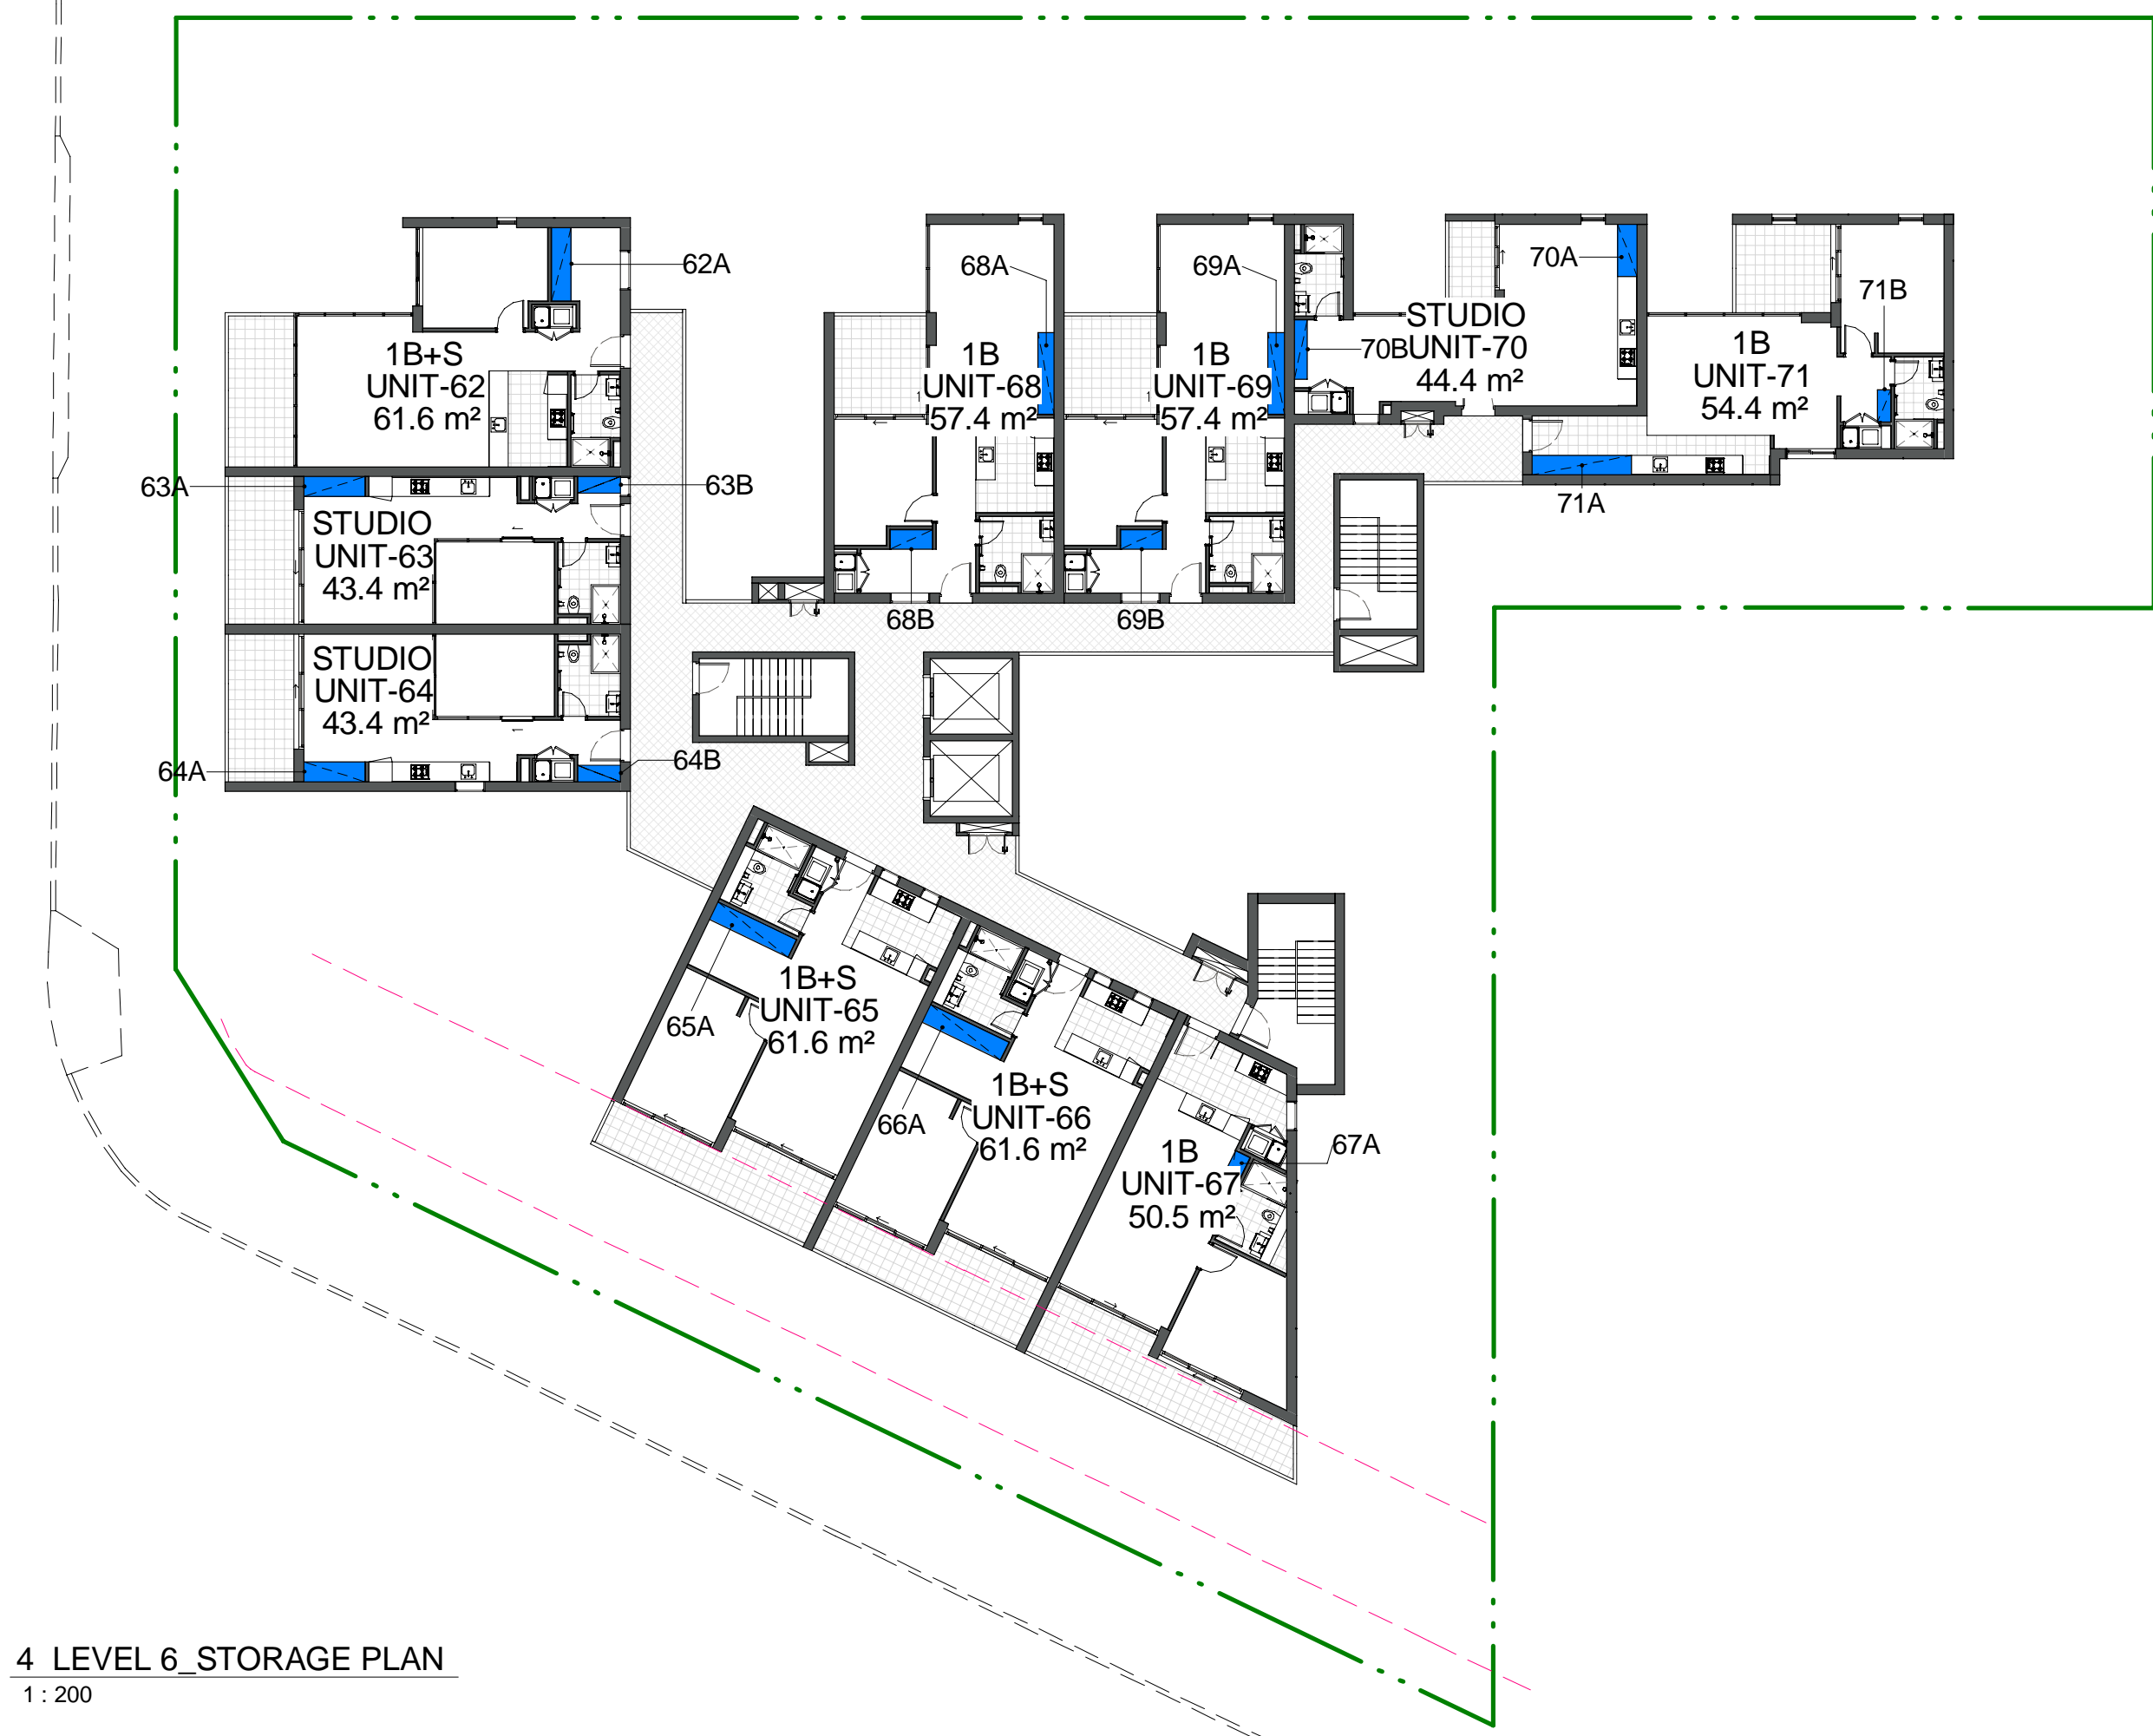 62A
68A
69A
70A
71B
1B+S
UNIT-62
61.6 m²
1B
UNIT-68
57.4 m²
1B
UNIT-69
57.4 m²
70B
STUDIO
UNIT-70
44.4 m²
1B
UNIT-71
54.4 m²
63A
63B
71A
STUDIO
UNIT-63
43.4 m²
68B
69B
STUDIO
UNIT-64
43.4 m²
64A
64B
1B+S
UNIT-65
61.6 m²
65A
1B+S
UNIT-66
61.6 m²
66A
67A
1B
UNIT-67
50.5 m²
4 LEVEL 6_STORAGE PLAN
1 : 200